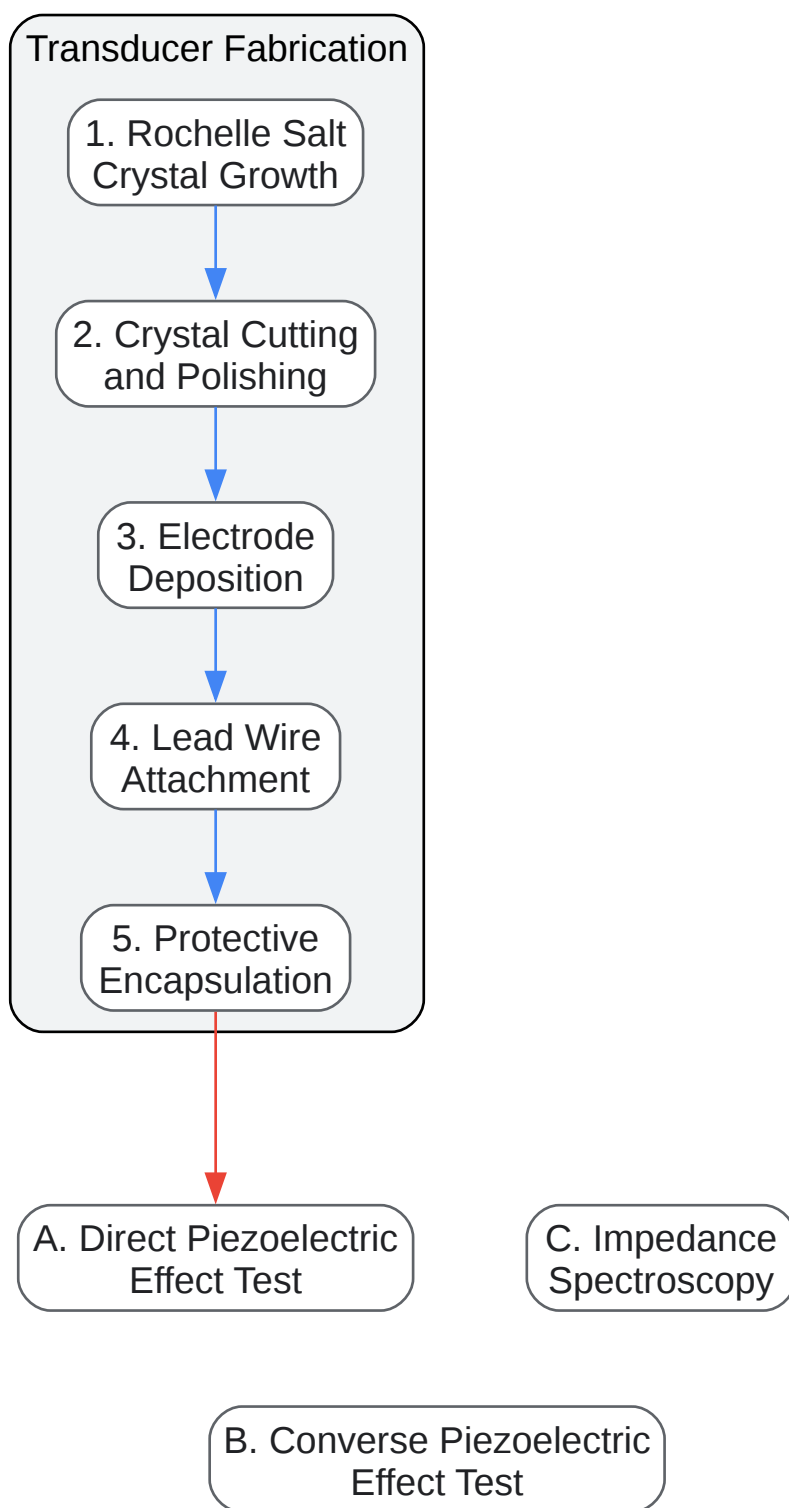 Transducer Fabrication
1. Rochelle Salt
Crystal Growth
2. Crystal Cutting
and Polishing
3. Electrode
Deposition
4. Lead Wire
Attachment
5. Protective
Encapsulation
A. Direct Piezoelectric
Effect Test
C. Impedance
Spectroscopy
B. Converse Piezoelectric
Effect Test